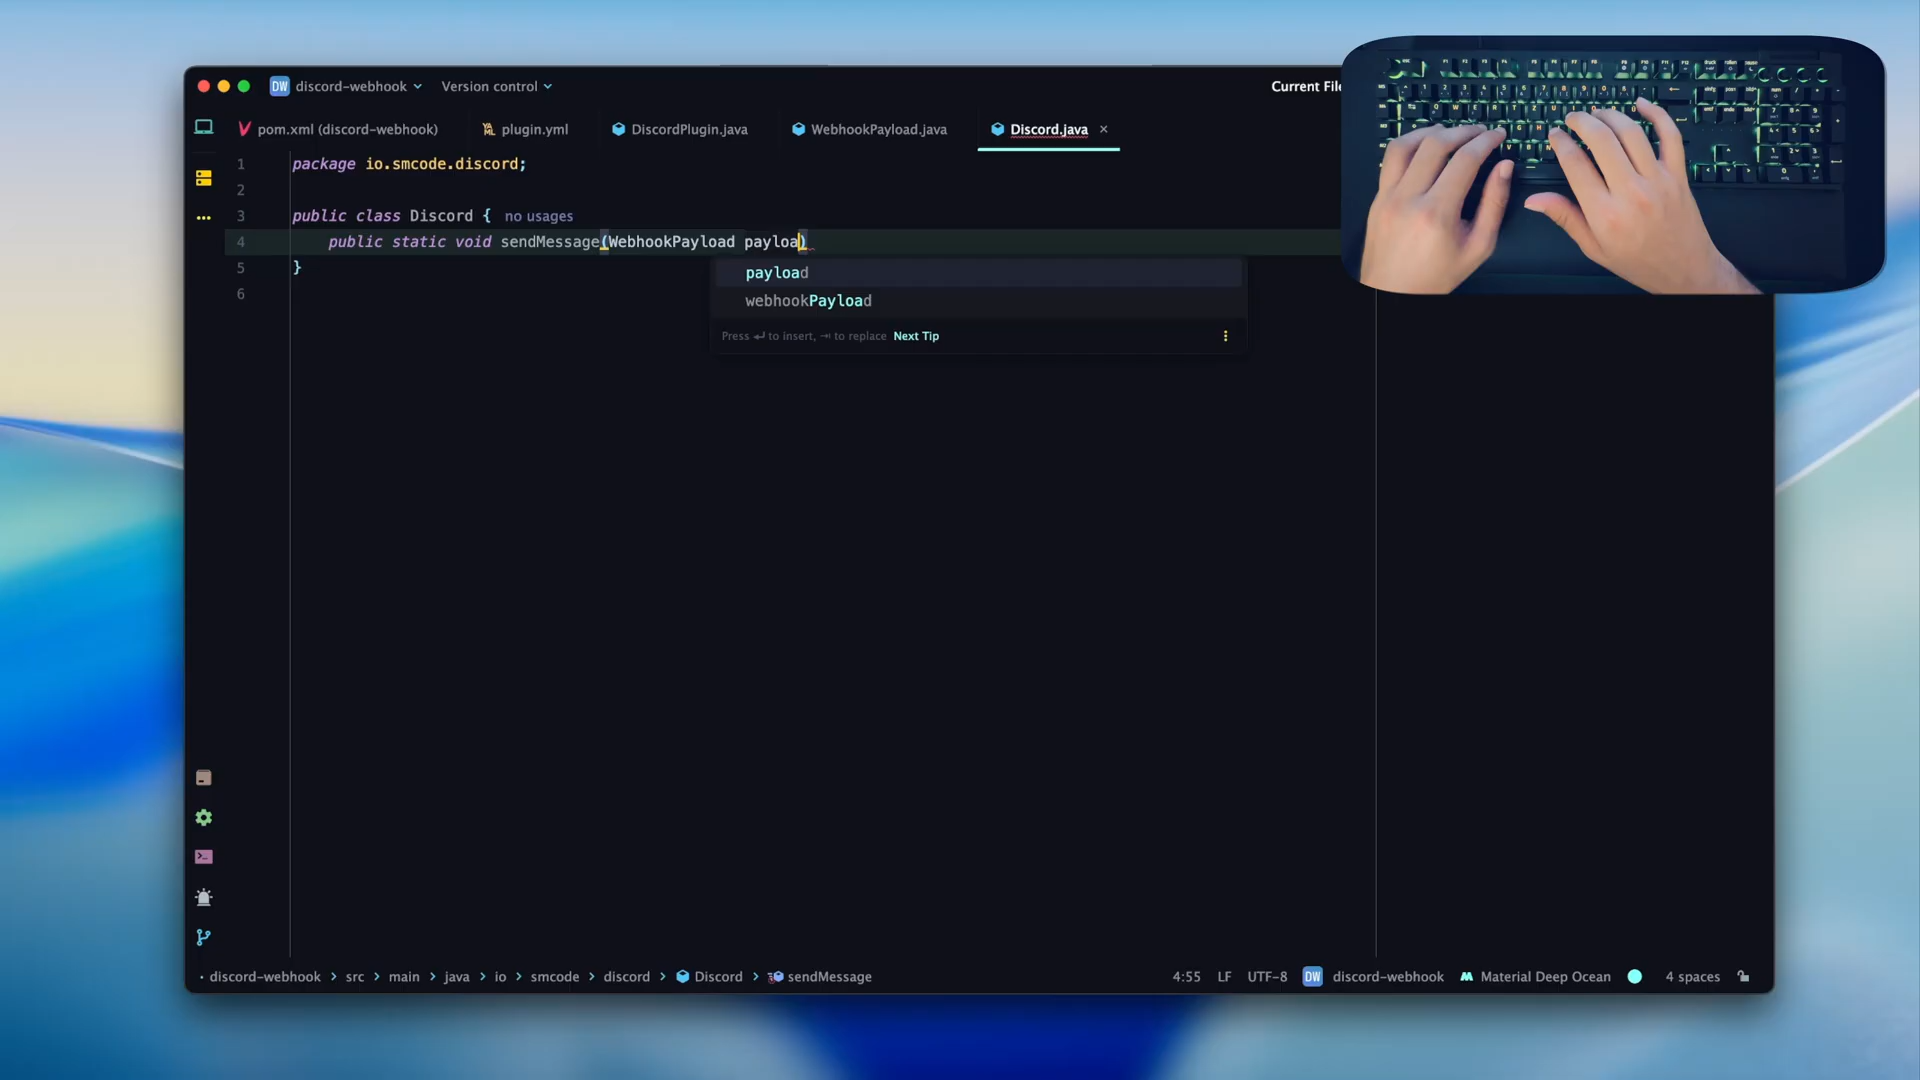 DW discord-webhook Version control Current File
pom.xml (discord-webhook) YAML plugin.yml DiscordPlugin.java WebhookPayload.java Discord.java ×
1 package io.smcode.discord;
2
3 public class Discord { no usages
4 public static void sendMessage(WebhookPayload payloa)
5 }
6
payload
webhookPayload
Press ↵ to insert, ⇥ to replace Next Tip
discord-webhook > src > main > java > io > smcode > discord > Discord > sendMessage 4:55 LF UTF-8 DW discord-webhook Material Deep Ocean 4 spaces